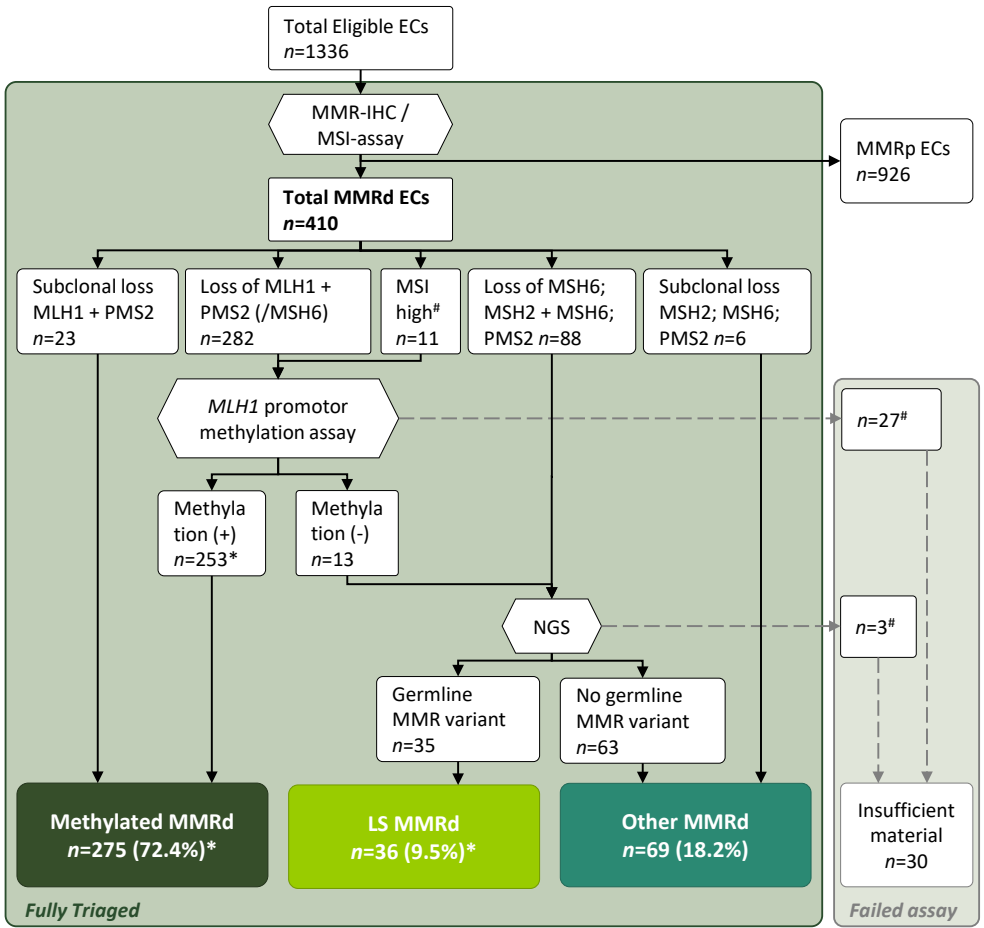 Total Eligible ECs
n=1336
MMR-IHC /
MSI-assay
MMRp ECs
n=926
Total MMRd ECs
n=410
Subclonal loss
MLH1 + PMS2
n=23
Loss of MLH1 +
PMS2 (/MSH6)
n=282
MSI
high#
n=11
Loss of MSH6;
MSH2 + MSH6;
PMS2 n=88
Subclonal loss
MSH2; MSH6;
PMS2 n=6
MLH1 promotor
methylation assay
n=27#
Methyla
tion (+)
n=253*
Methyla
tion (-)
n=13
NGS
n=3#
Germline
MMR variant
n=35
No germline
MMR variant
n=63
Methylated MMRd
n=275 (72.4%)*
LS MMRd
n=36 (9.5%)*
Other MMRd
n=69 (18.2%)
Insufficient
material
n=30
Fully Triaged
Failed assay